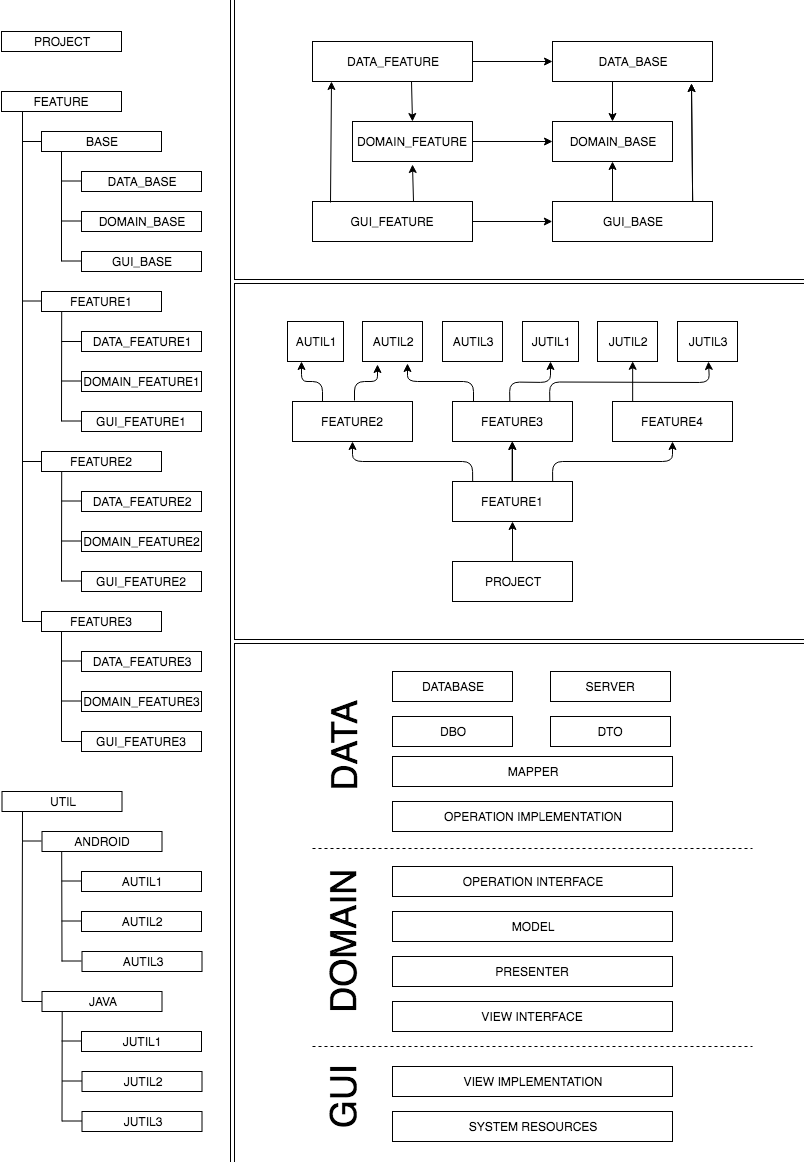 PROJECT
FEATURE
BASE
DATA_BASE
DOMAIN_BASE
GUI_BASE
FEATURE1
DATA_FEATURE1
DOMAIN_FEATURE1
GUI_FEATURE1
FEATURE2
DATA_FEATURE2
DOMAIN_FEATURE2
GUI_FEATURE2
FEATURE3
DATA_FEATURE3
DOMAIN_FEATURE3
GUI_FEATURE3
UTIL
ANDROID
AUTIL1
AUTIL2
AUTIL3
JAVA
JUTIL1
JUTIL2
JUTIL3
DATA_FEATURE
DATA_BASE
DOMAIN_FEATURE
DOMAIN_BASE
GUI_FEATURE
GUI_BASE
AUTIL1
AUTIL2
AUTIL3
JUTIL1
JUTIL2
JUTIL3
FEATURE2
FEATURE3
FEATURE4
FEATURE1
PROJECT
DATA
DATABASE
SERVER
DBO
DTO
MAPPER
OPERATION IMPLEMENTATION
DOMAIN
OPERATION INTERFACE
MODEL
PRESENTER
VIEW INTERFACE
GUI
VIEW IMPLEMENTATION
SYSTEM RESOURCES